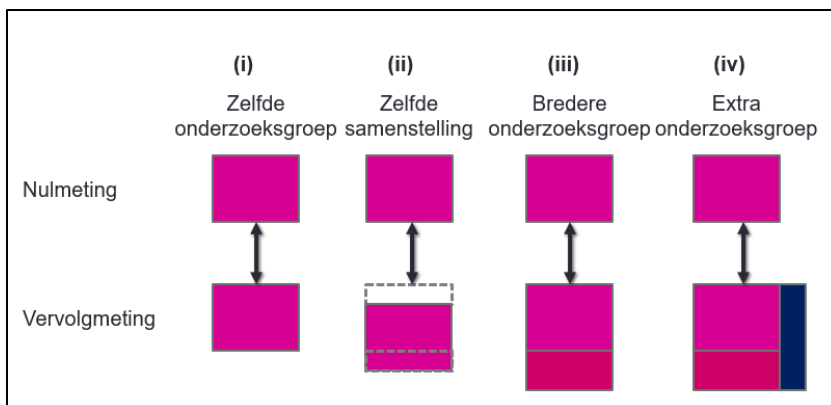 (i) (ii) (iii) (iv)
Zelfde Zelfde Bredere Extra
onderzoeksgroep samenstelling onderzoeksgroep onderzoeksgroep
Nulmeting
Vervolgmeting